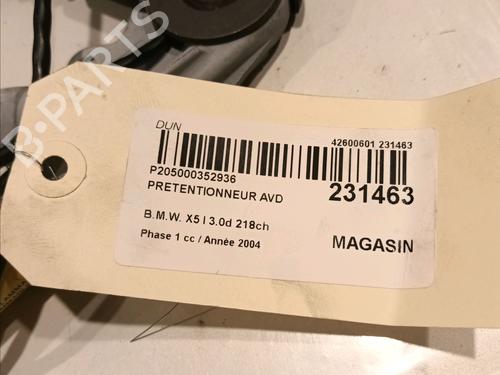 B-PARTS
DUN
42600601 231463
P205000352936
PRETENTIONNEUR AVD
231463
B.M.W. X5 I 3.0d 218ch
Phase 1 cc / Année 2004
MAGASIN